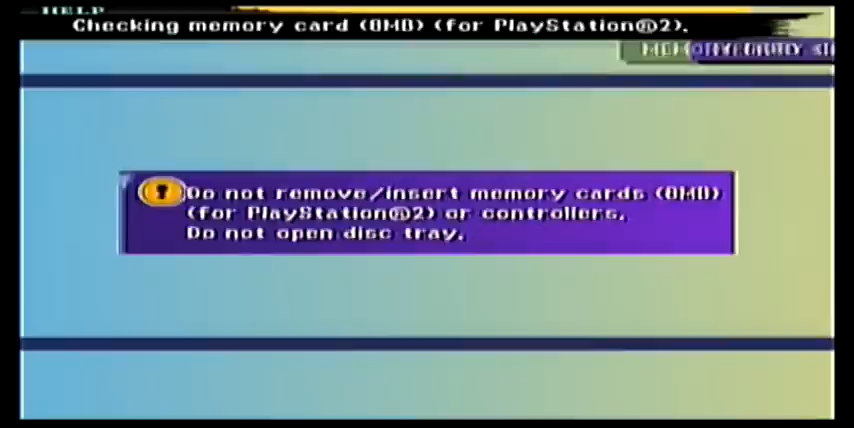 HELP
Checking memory card (8MB) (for PlayStation®2).
Do not remove/insert memory cards (8MB)
(for PlayStation®2) or controllers.
Do not open disc tray.